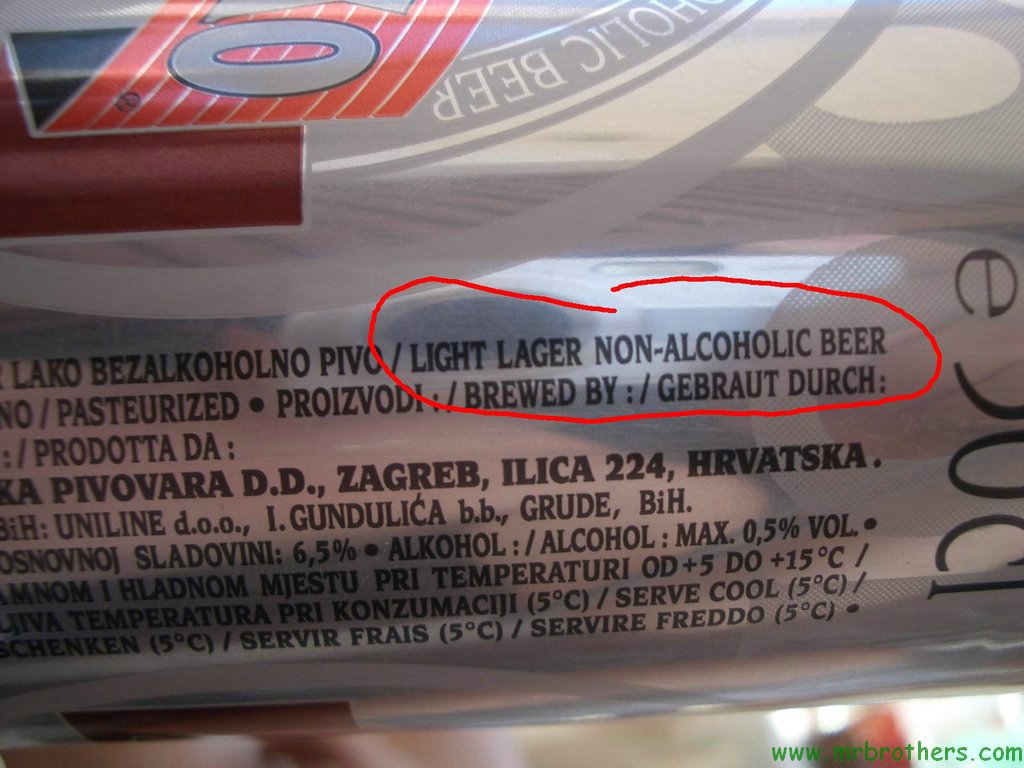 HOLIC BEER
O
®
R LAKO BEZALKOHOLNO PIVO / LIGHT LAGER NON-ALCOHOLIC BEER
NO / PASTEURIZED • PROIZVODI : / BREWED BY : / GEBRAUT DURCH :
: / PRODOTTA DA :
KA PIVOVARA D.D., ZAGREB, ILICA 224, HRVATSKA.
BiH: UNILINE d.o.o., I. GUNDULIĆA b.b., GRUDE, BiH.
OSNOVNOJ SLADOVINI: 6,5% • ALKOHOL : / ALCOHOL : MAX. 0,5% VOL. •
AMNOM I HLADNOM MJESTU PRI TEMPERATURI OD +5 DO +15°C /
LJIVA TEMPERATURA PRI KONZUMACIJI (5°C) / SERVE COOL (5°C) /
SCHENKEN (5°C) / SERVIR FRAIS (5°C) / SERVIRE FREDDO (5°C) •
e 50cl
www.mrbrothers.com